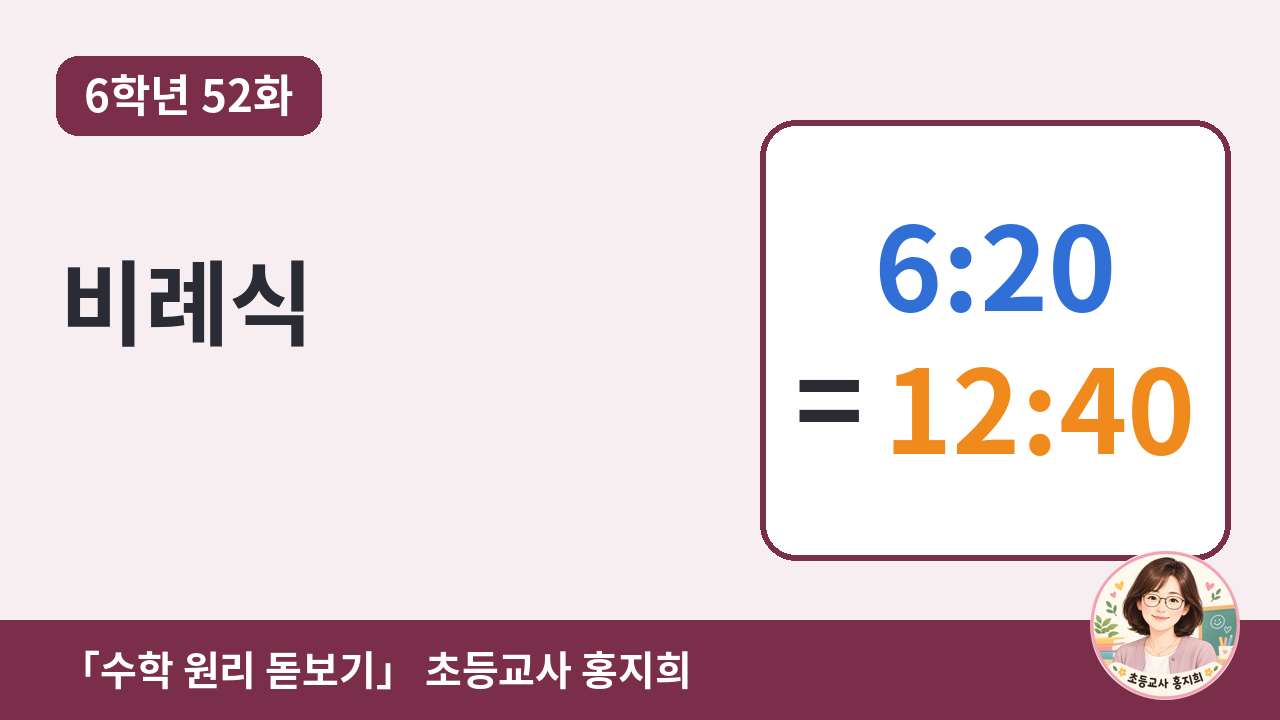 6학년 52화
비례식
6:20
= 12:40
「수학 원리 돋보기」 초등교사 홍지희
초등교사 홍지희